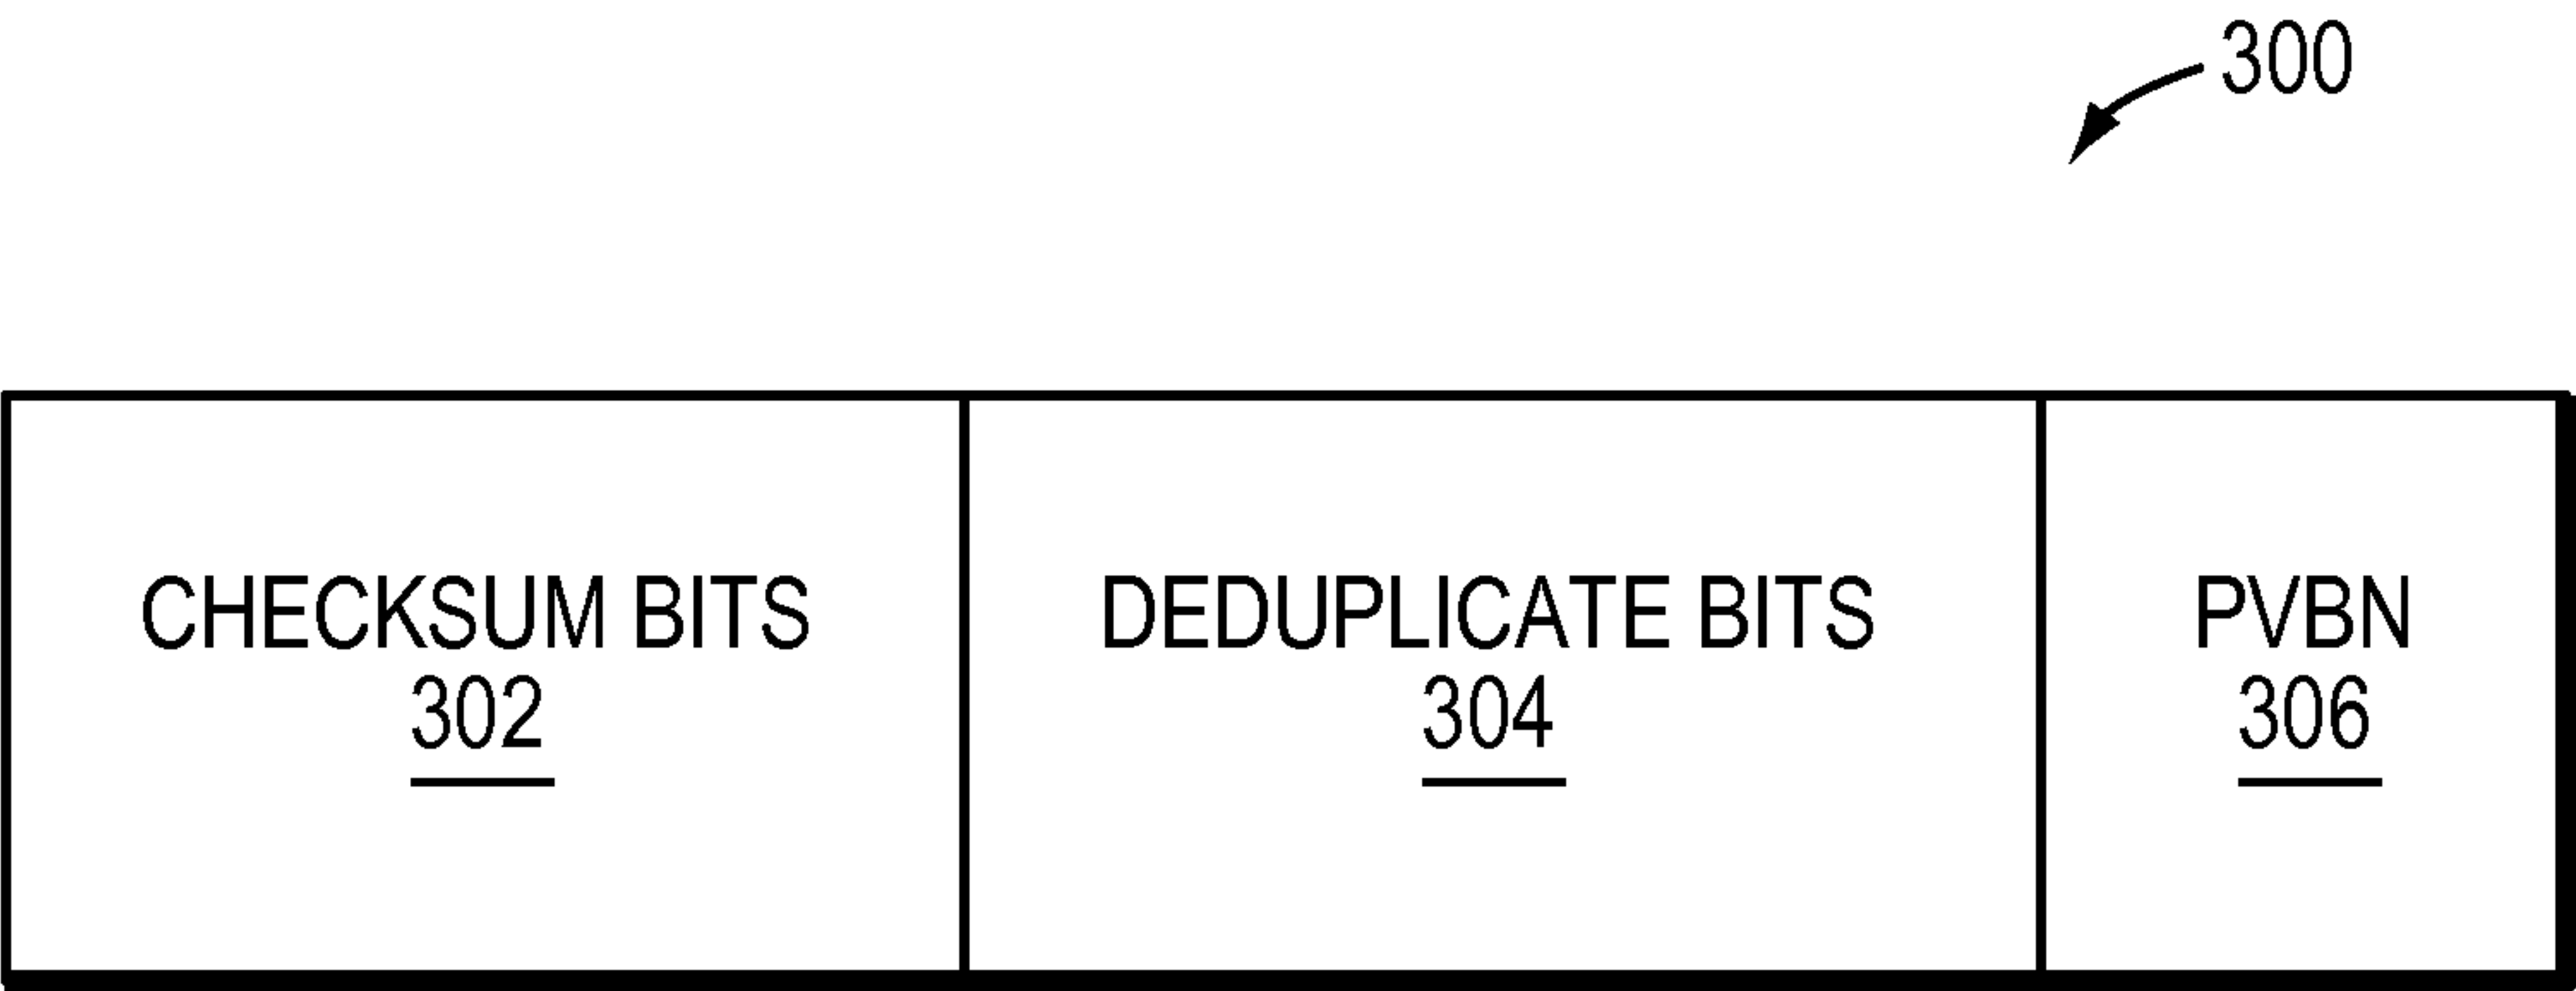 300
CHECKSUM BITS
302
DEDUPLICATE BITS
304
PVBN
306